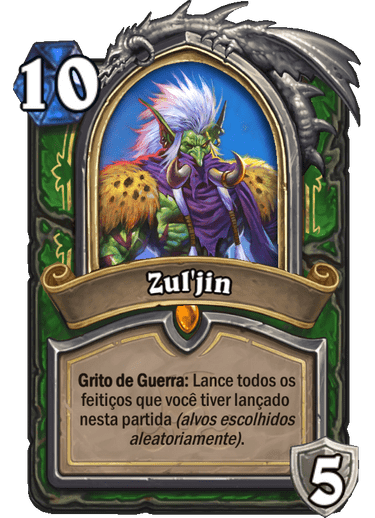 10
Zul'jin
Grito de Guerra: Lance todos os
feitiços que você tiver lançado
nesta partida (alvos escolhidos
aleatoriamente).
5